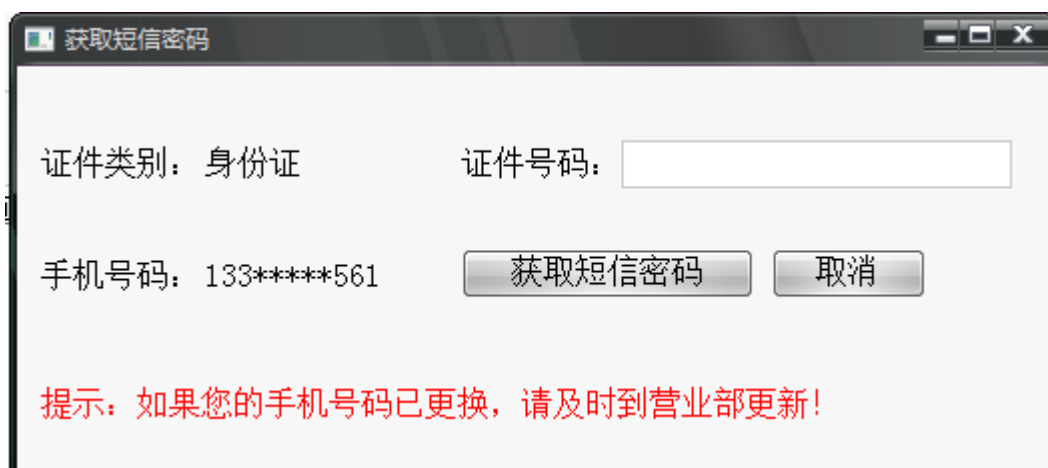 获取短信密码
证件类别：身份证 证件号码：
手机号码：133*****561 获取短信密码 取消
提示：如果您的手机号码已更换，请及时到营业部更新！